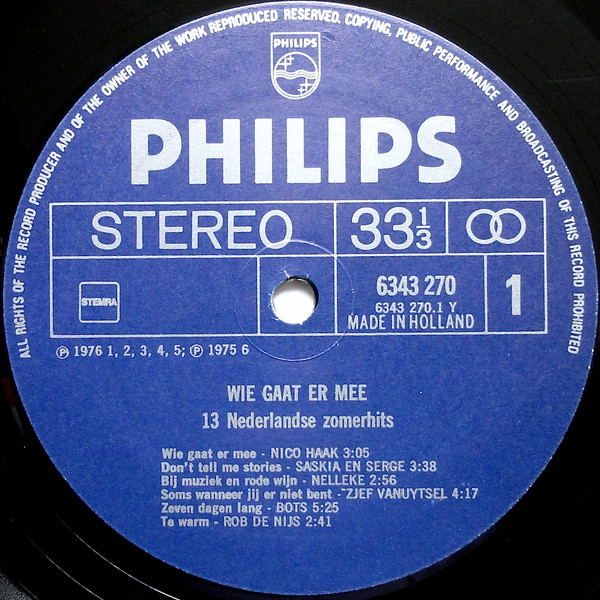 ALL RIGHTS OF THE RECORD PRODUCER AND OF THE OWNER OF THE WORK REPRODUCED RESERVED. COPYING, PUBLIC PERFORMANCE AND BROADCASTING OF THIS RECORD PROHIBITED
PHILIPS
PHILIPS
STEREO 33 1/3
STEMRA
6343 270
6343 270.1 Y
MADE IN HOLLAND
1
Ⓟ 1976 1, 2, 3, 4, 5; Ⓟ 1975 6
WIE GAAT ER MEE
13 Nederlandse zomerhits
Wie gaat er mee - NICO HAAK 3:05
Don't tell me stories - SASKIA EN SERGE 3:38
Bij muziek en rode wijn - NELLEKE 2:56
Soms wanneer jij er niet bent - ZJEF VANUYTSEL 4:17
Zeven dagen lang - BOTS 5:25
Te warm - ROB DE NIJS 2:41